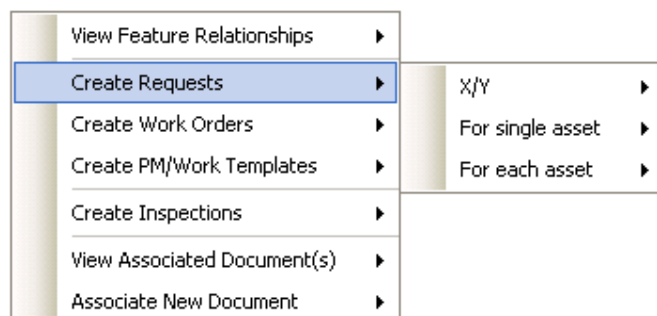 View Feature Relationships
Create Requests
Create Work Orders
Create PM/Work Templates
Create Inspections
View Associated Document(s)
Associate New Document
X/Y
For single asset
For each asset